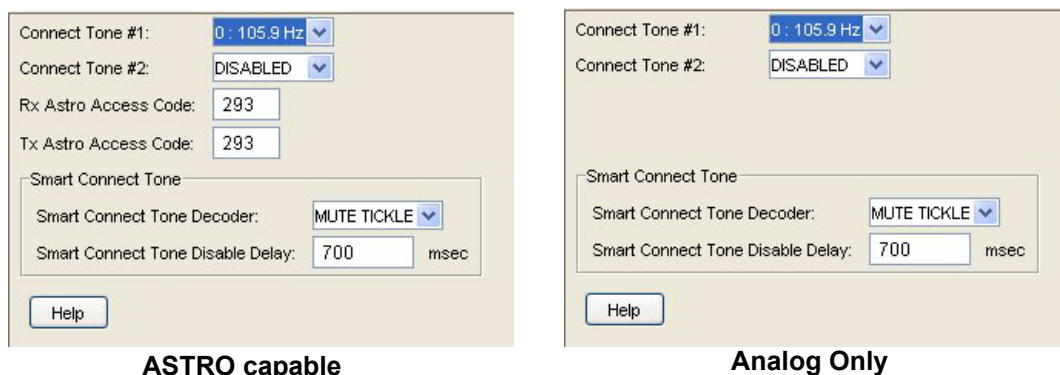 Connect Tone #1: 0 : 105.9 Hz
Connect Tone #2: DISABLED
Rx Astro Access Code: 293
Tx Astro Access Code: 293
Smart Connect Tone
Smart Connect Tone Decoder: MUTE TICKLE
Smart Connect Tone Disable Delay: 700 msec
Help
ASTRO capable
Connect Tone #1: 0 : 105.9 Hz
Connect Tone #2: DISABLED
Smart Connect Tone
Smart Connect Tone Decoder: MUTE TICKLE
Smart Connect Tone Disable Delay: 700 msec
Help
Analog Only